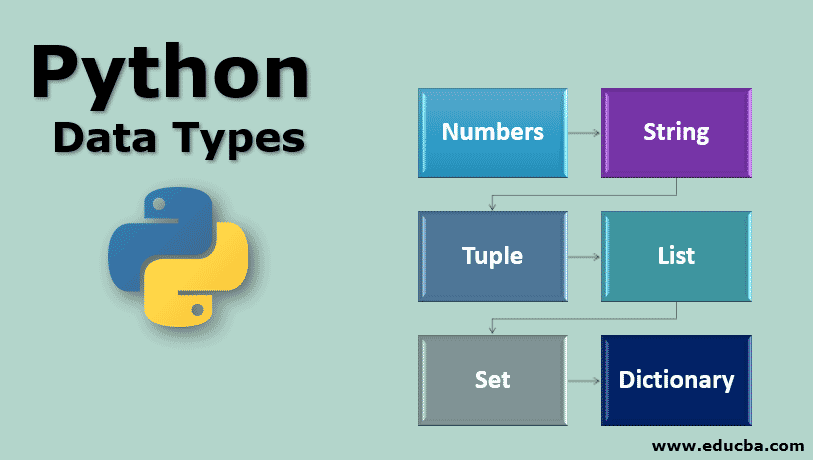 Python
Data Types
Numbers
String
Tuple
List
Set
Dictionary
www.educba.com